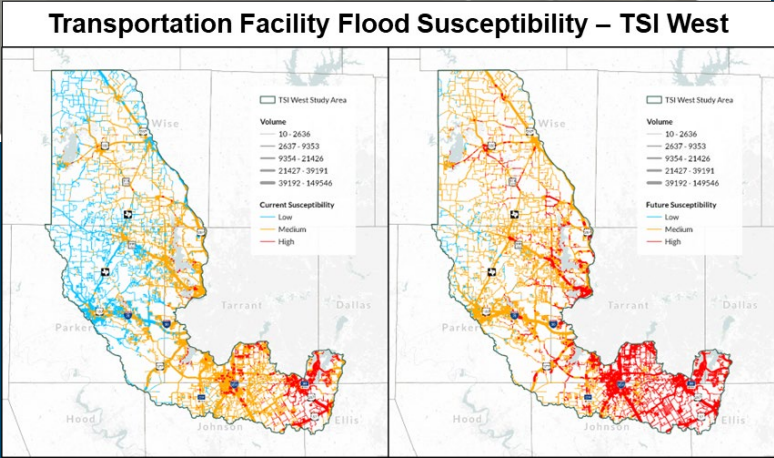 Transportation Facility Flood Susceptibility – TSI West
TSI West Study Area
Volume
10 - 2636
2637 - 9353
9354 - 21426
21427 - 39191
39192 - 149546
Current Susceptibility
Low
Medium
High
Wise
Parker
Tarrant
Dallas
Hood
Johnson
Ellis
TSI West Study Area
Volume
10 - 2636
2637 - 9353
9354 - 21426
21427 - 39191
39192 - 149546
Future Susceptibility
Low
Medium
High
Wise
Parker
Tarrant
Dallas
Hood
Johnson
Ellis